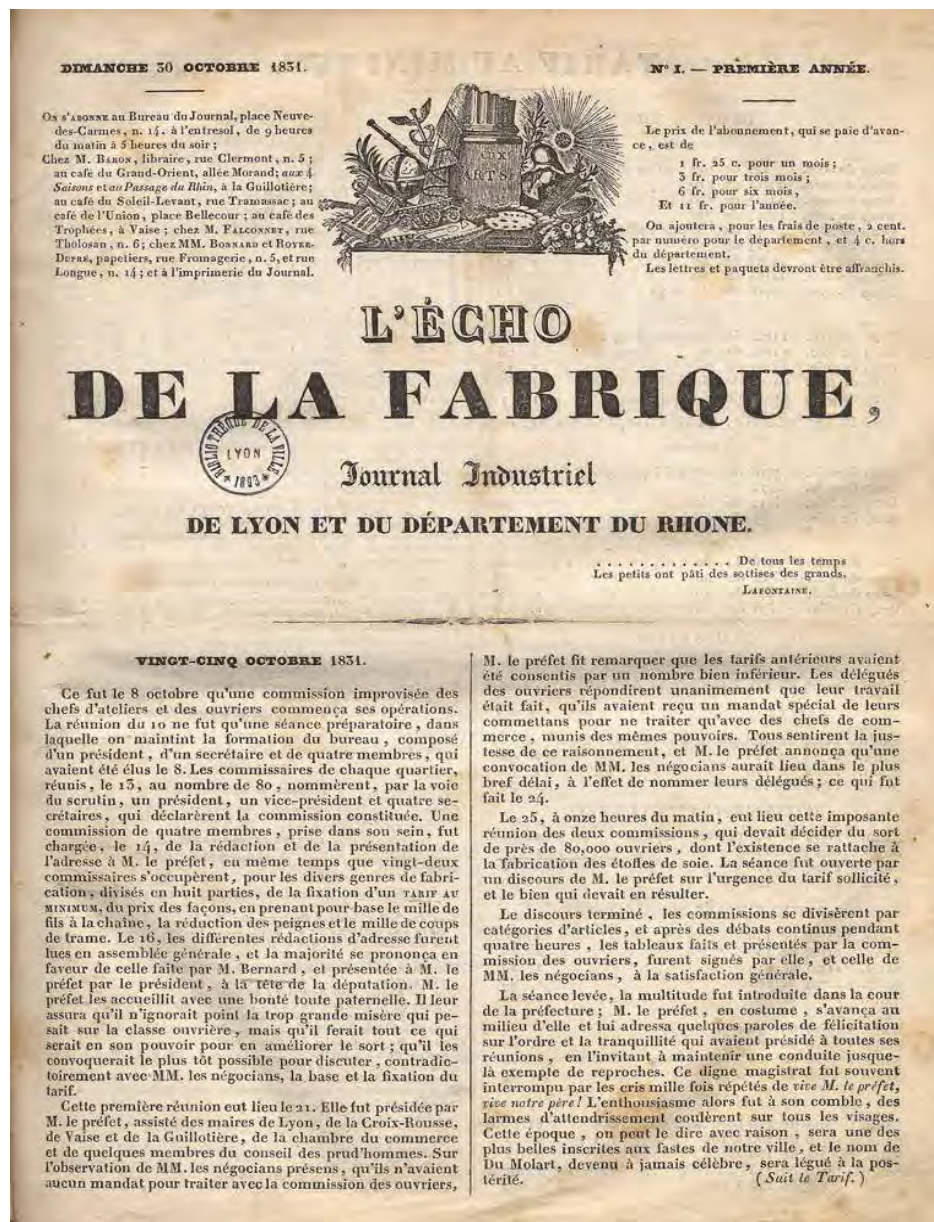 DIMANCHE 30 OCTOBRE 1831.
N° I. — PREMIÈRE ANNÉE.
On s'abonne au Bureau du Journal, place Neuve-
des-Carmes, n. 14. à l'entresol, de 9 heures
du matin à 5 heures du soir ;
Chez M. Baron, libraire, rue Clermont, n. 5 ;
au café du Grand-Orient, allée Morand; aux 4
Saisons et au Passage du Rhin, à la Guillotière;
au café du Soleil-Levant, rue Tramassac; au
café de l'Union, place Bellecour ; au café des
Trophées, à Vaise ; chez M. Falconnet, rue
Tholosan, n. 6; chez MM. Bonnard et Royer-
Dupré, papetiers, rue Fromagerie, n. 5, et rue
Longue, n. 14 ; et à l'imprimerie du Journal.
AUX
ARTS.
Le prix de l'abonnement, qui se paie d'avan-
ce, est de
1 fr. 25 c. pour un mois ;
3 fr. pour trois mois ;
6 fr. pour six mois,
Et 11 fr. pour l'année.
On ajoutera, pour les frais de poste, 2 cent.
par numéro pour le département, et 4 c. hors
du département.
Les lettres et paquets devront être affranchis.
L'ÉCHO
DE LA FABRIQUE,
BIBLIOTHÈQUE DE LA VILLE
LYON
1893
Journal Industriel
DE LYON ET DU DÉPARTEMENT DU RHONE.
. . . . . . . . . . . . De tous les temps
Les petits ont pâti des sottises des grands.
Lafontaine.
VINGT-CINQ OCTOBRE 1831.
Ce fut le 8 octobre qu'une commission improvisée des
chefs d'ateliers et des ouvriers commença ses opérations.
La réunion du 10 ne fut qu'une séance préparatoire , dans
laquelle on maintint la formation du bureau , composé
d'un président , d'un secrétaire et de quatre membres , qui
avaient été élus le 8. Les commissaires de chaque quartier,
réunis, le 13, au nombre de 80 , nommèrent, par la voie
du scrutin, un président, un vice-président et quatre se-
crétaires, qui déclarèrent la commission constituée. Une
commission de quatre membres , prise dans son sein, fut
chargée, le 14, de la rédaction et de la présentation de
l'adresse à M. le préfet, en même temps que vingt-deux
commissaires s'occupèrent, pour les divers genres de fabri-
cation, divisés en huit parties, de la fixation d'un TARIF AU
MINIMUM, du prix des façons, en prenant pour base le mille de
fils à la chaîne, la réduction des peignes et le mille de coups
de trame. Le 16, les différentes rédactions d'adresse furent
lues en assemblée générale , et la majorité se prononça en
faveur de celle faite par M. Bernard , et présentée à M. le
préfet par le président, à la tête de la députation. M. le
préfet les accueillit avec une bonté toute paternelle. Il leur
assura qu'il n'ignorait point la trop grande misère qui pe-
sait sur la classe ouvrière , mais qu'il ferait tout ce qui
serait en son pouvoir pour en améliorer le sort ; qu'il les
convoquerait le plus tôt possible pour discuter , contradic-
toirement avec MM. les négocians, la base et la fixation du
tarif.
Cette première réunion eut lieu le 21. Elle fut présidée par
M. le préfet, assisté des maires de Lyon, de la Croix-Rousse,
de Vaise et de la Guillotière, de la chambre du commerce
et de quelques membres du conseil des prud'hommes. Sur
l'observation de MM. les négocians présens , qu'ils n'avaient
aucun mandat pour traiter avec la commission des ouvriers,
M. le préfet fit remarquer que les tarifs antérieurs avaient
été consentis par un nombre bien inférieur. Les délégués
des ouvriers répondirent unanimement que leur travail
était fait, qu'ils avaient reçu un mandat spécial de leurs
commettans pour ne traiter qu'avec des chefs de com-
merce , munis des mêmes pouvoirs. Tous sentirent la jus-
tesse de ce raisonnement, et M. le préfet annonça qu'une
convocation de MM. les négocians aurait lieu dans le plus
bref délai, à l'effet de nommer leurs délégués ; ce qui fut
fait le 24.
Le 25, à onze heures du matin, eut lieu cette imposante
réunion des deux commissions , qui devait décider du sort
de près de 80,000 ouvriers , dont l'existence se rattache à
la fabrication des étoffes de soie. La séance fut ouverte par
un discours de M. le préfet sur l'urgence du tarif sollicité,
et le bien qui devait en résulter.
Le discours terminé , les commissions se divisèrent par
catégories d'articles, et après des débats continus pendant
quatre heures , les tableaux faits et présentés par la com-
mission des ouvriers, furent signés par elle , et celle de
MM. les négocians , à la satisfaction générale.
La séance levée, la multitude fut introduite dans la cour
de la préfecture ; M. le préfet , en costume , s'avança au
milieu d'elle et lui adressa quelques paroles de félicitation
sur l'ordre et la tranquillité qui avaient présidé à toutes ses
réunions , en l'invitant à maintenir une conduite jusque-
là exempte de reproches. Ce digne magistrat fut souvent
interrompu par les cris mille fois répétés de vive M. le préfet,
vive notre père ! L'enthousiasme alors fut à son comble , des
larmes d'attendrissement coulèrent sur tous les visages.
Cette époque , on peut le dire avec raison , sera une des
plus belles inscrites aux fastes de notre ville , et le nom de
Du Molart, devenu à jamais célèbre, sera légué à la pos-
térité. (Suit le Tarif.)